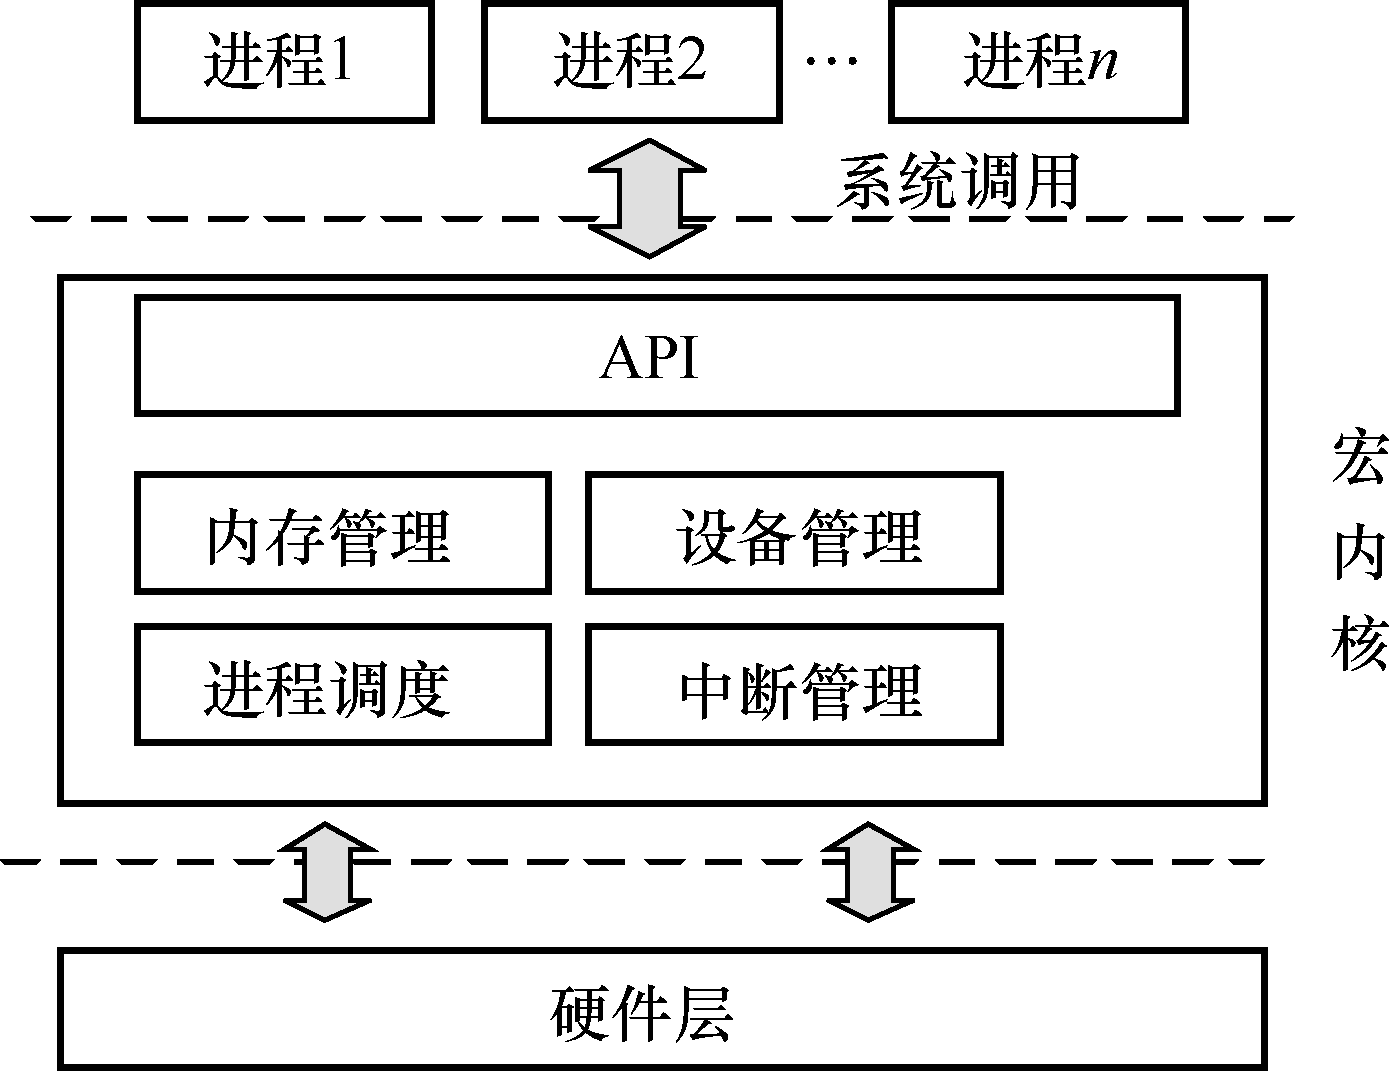 进程1 进程2 … 进程n
系统调用
API
内存管理 设备管理
进程调度 中断管理
宏
内
核
硬件层